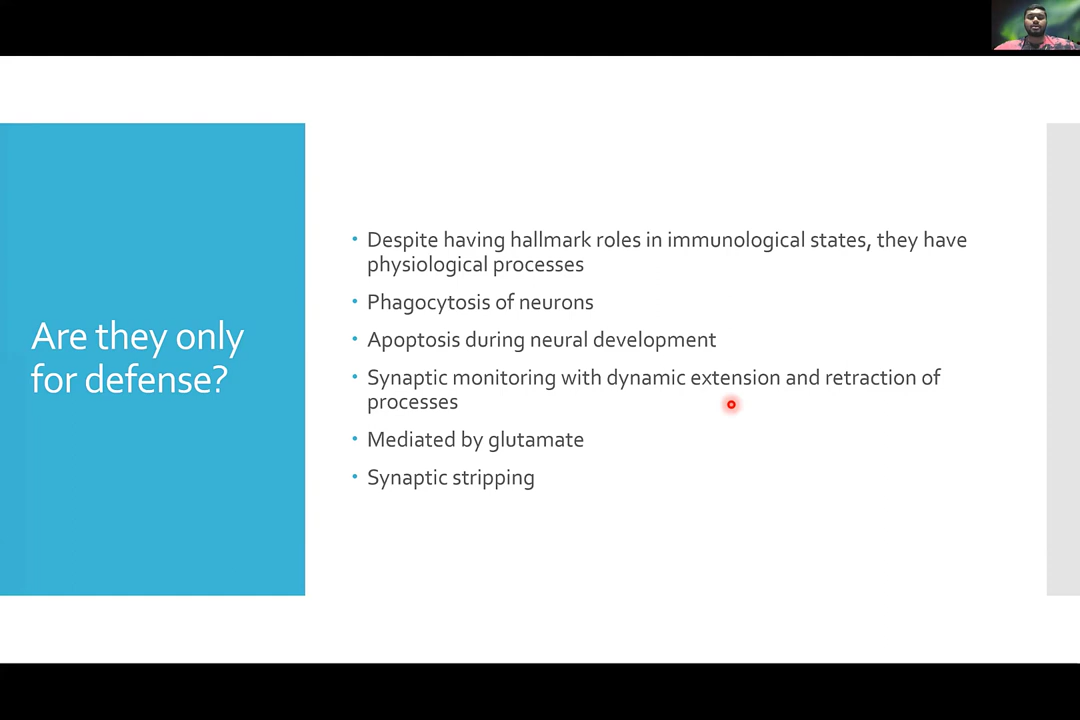 Are they only
for defense?
• Despite having hallmark roles in immunological states, they have
physiological processes
• Phagocytosis of neurons
• Apoptosis during neural development
• Synaptic monitoring with dynamic extension and retraction of
processes
• Mediated by glutamate
• Synaptic stripping